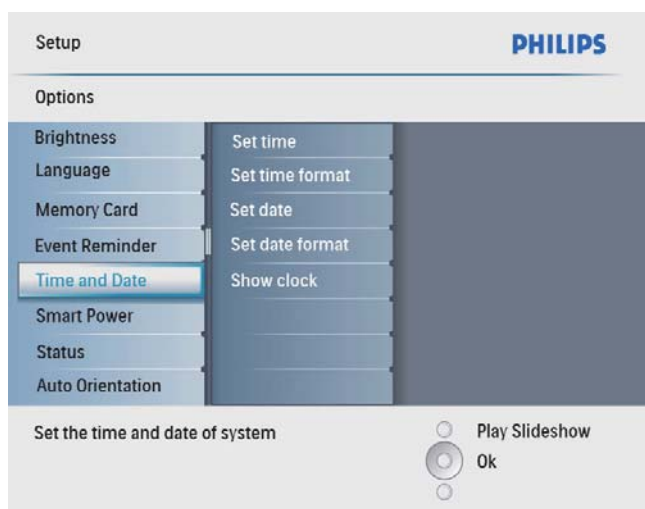 Setup
PHILIPS
Options
Brightness
Language
Memory Card
Event Reminder
Time and Date
Smart Power
Status
Auto Orientation
Set time
Set time format
Set date
Set date format
Show clock
Set the time and date of system
Play Slideshow
Ok